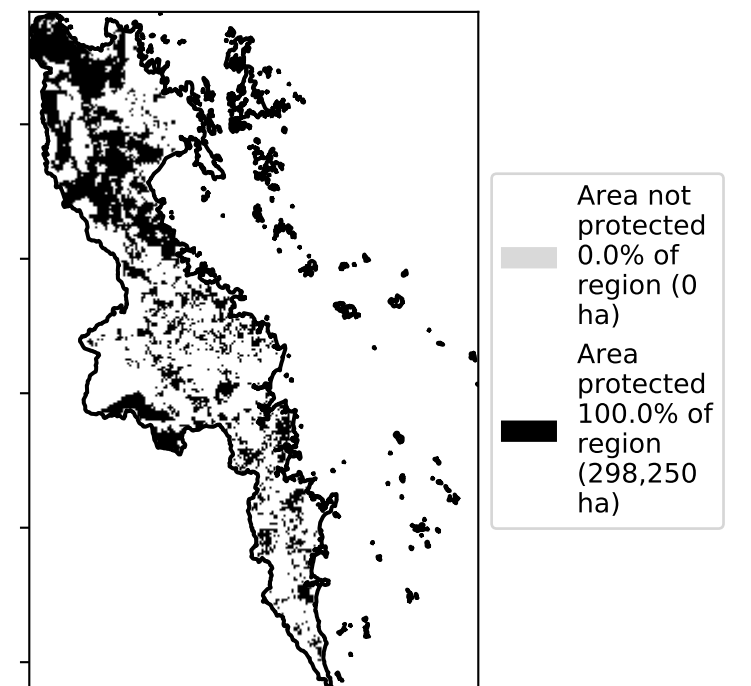 Area not
protected
0.0% of
region (0
ha)
Area
protected
100.0% of
region
(298,250
ha)